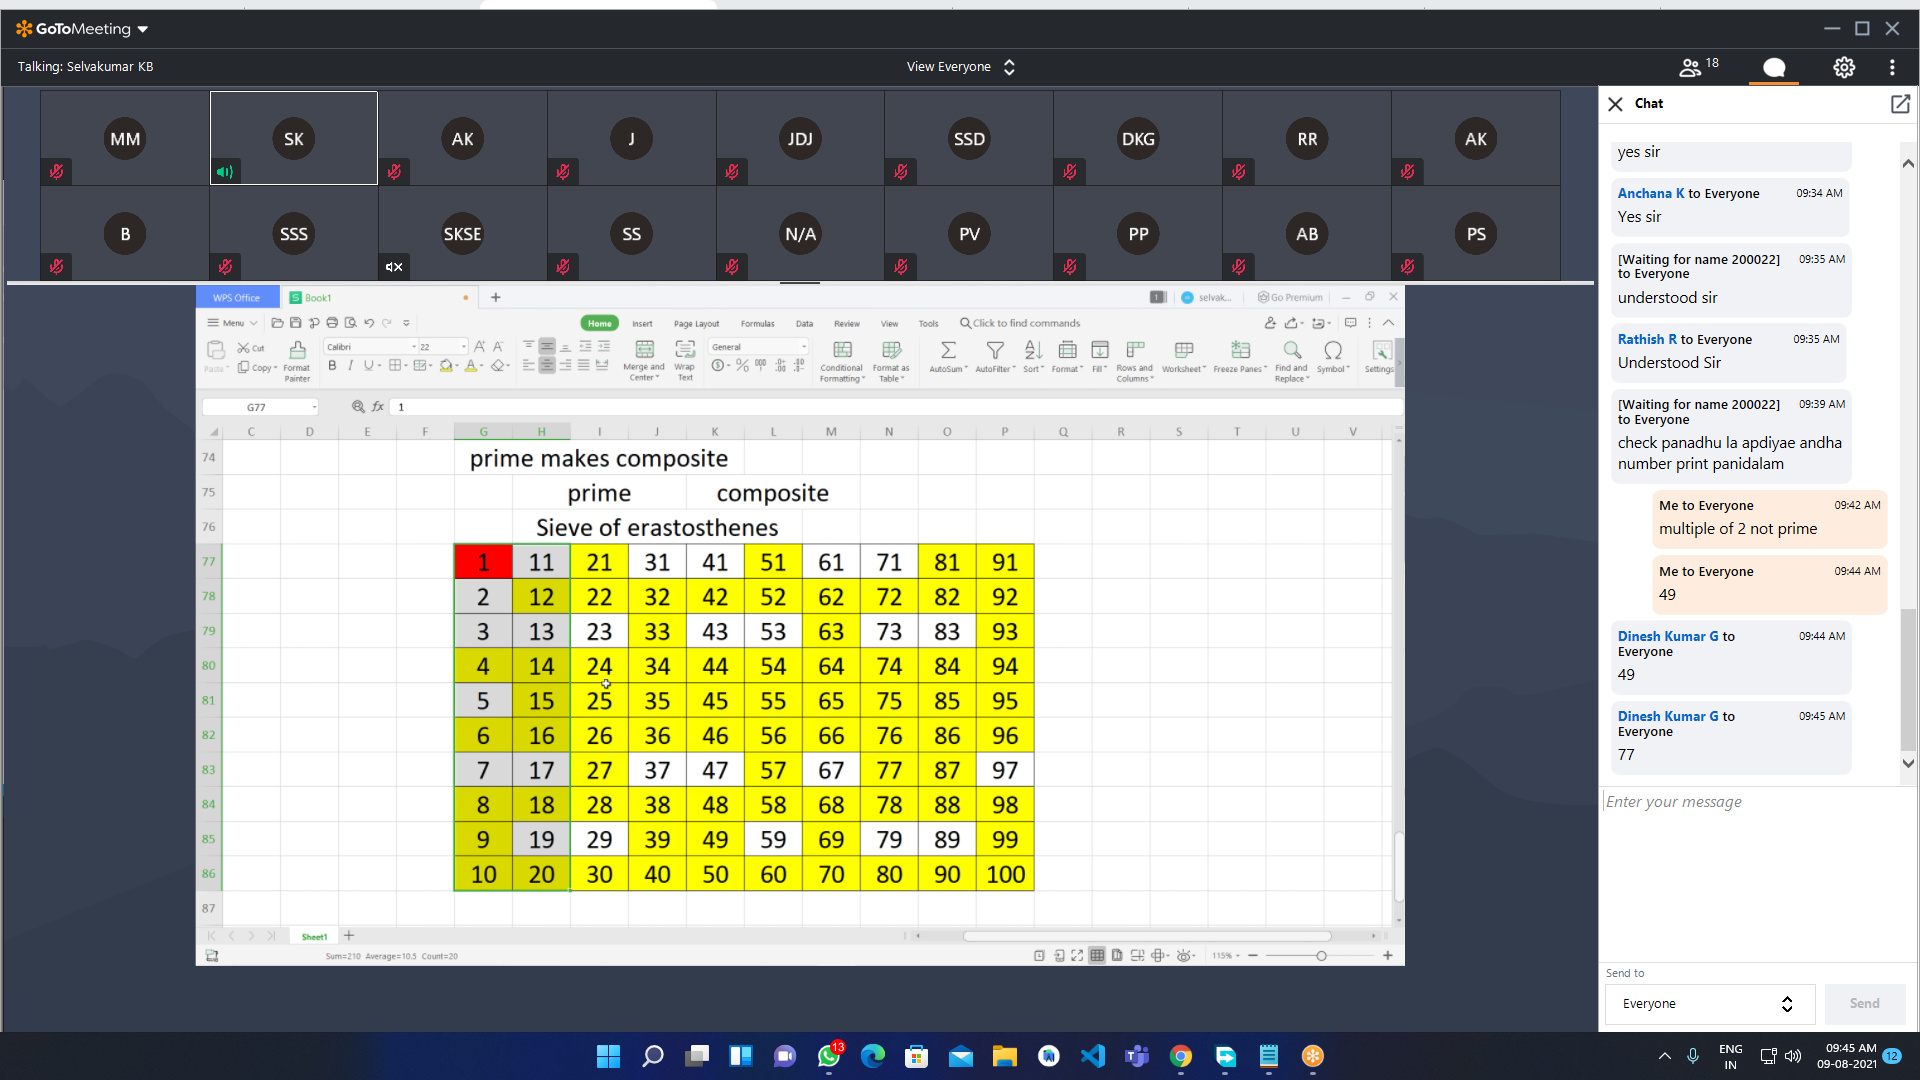 GoToMeeting
Talking: Selvakumar KB
View Everyone
18
MM SK AK J JDJ SSD DKG RR AK
B SSS SKSE SS N/A PV PP AB PS
WPS Office
Book1
1
selvak...
Go Premium
Menu
Home Insert Page Layout Formulas Data Review View Tools Click to find commands
Paste
Cut
Copy
Format Painter
Calibri 22
B I U A
Merge and Center
Wrap Text
General
Conditional Formatting
Format as Table
AutoSum
AutoFilter
Sort
Format
Fill
Rows and Columns
Worksheet
Freeze Panes
Find and Replace
Symbol
Settings
G77 fx 1
C D E F G H I J K L M N O P Q R S T U V
74 prime makes composite
75 prime composite
76 Sieve of erastosthenes
77 1 11 21 31 41 51 61 71 81 91
78 2 12 22 32 42 52 62 72 82 92
79 3 13 23 33 43 53 63 73 83 93
80 4 14 24 34 44 54 64 74 84 94
81 5 15 25 35 45 55 65 75 85 95
82 6 16 26 36 46 56 66 76 86 96
83 7 17 27 37 47 57 67 77 87 97
84 8 18 28 38 48 58 68 78 88 98
85 9 19 29 39 49 59 69 79 89 99
86 10 20 30 40 50 60 70 80 90 100
87
Sheet1
Sum=210 Average=10.5 Count=20
115%
Chat
yes sir
Anchana K to Everyone 09:34 AM
Yes sir
[Waiting for name 200022] 09:35 AM
to Everyone
understood sir
Rathish R to Everyone 09:35 AM
Understood Sir
[Waiting for name 200022] 09:39 AM
to Everyone
check panadhu la apdiyae andha
number print panidalam
Me to Everyone 09:42 AM
multiple of 2 not prime
Me to Everyone 09:44 AM
49
Dinesh Kumar G to 09:44 AM
Everyone
49
Dinesh Kumar G to 09:45 AM
Everyone
77
Enter your message
Send to
Everyone
Send
13
ENG
IN
09:45 AM
09-08-2021
12